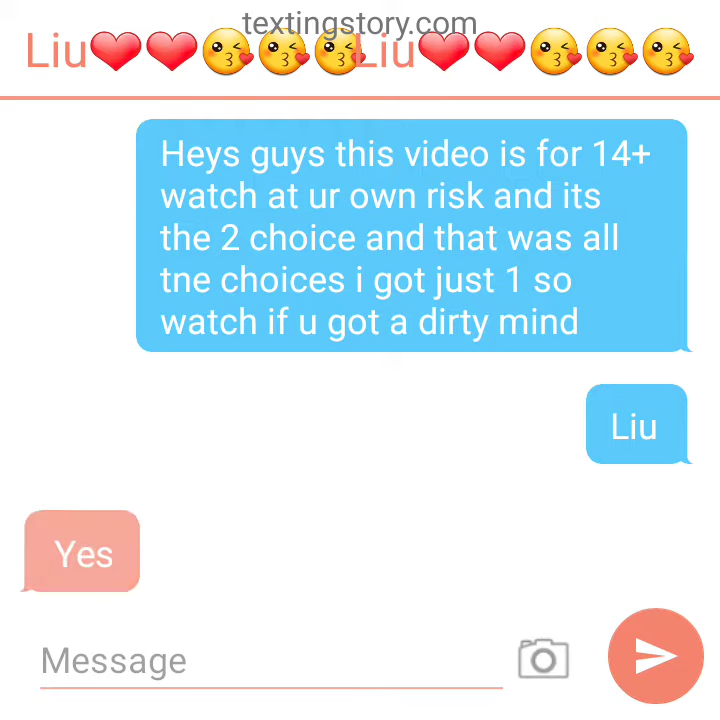 textingstory.com
Liu❤❤😘😘😘Liu❤❤😘😘😘
Heys guys this video is for 14+
watch at ur own risk and its
the 2 choice and that was all
tne choices i got just 1 so
watch if u got a dirty mind
Liu
Yes
Message